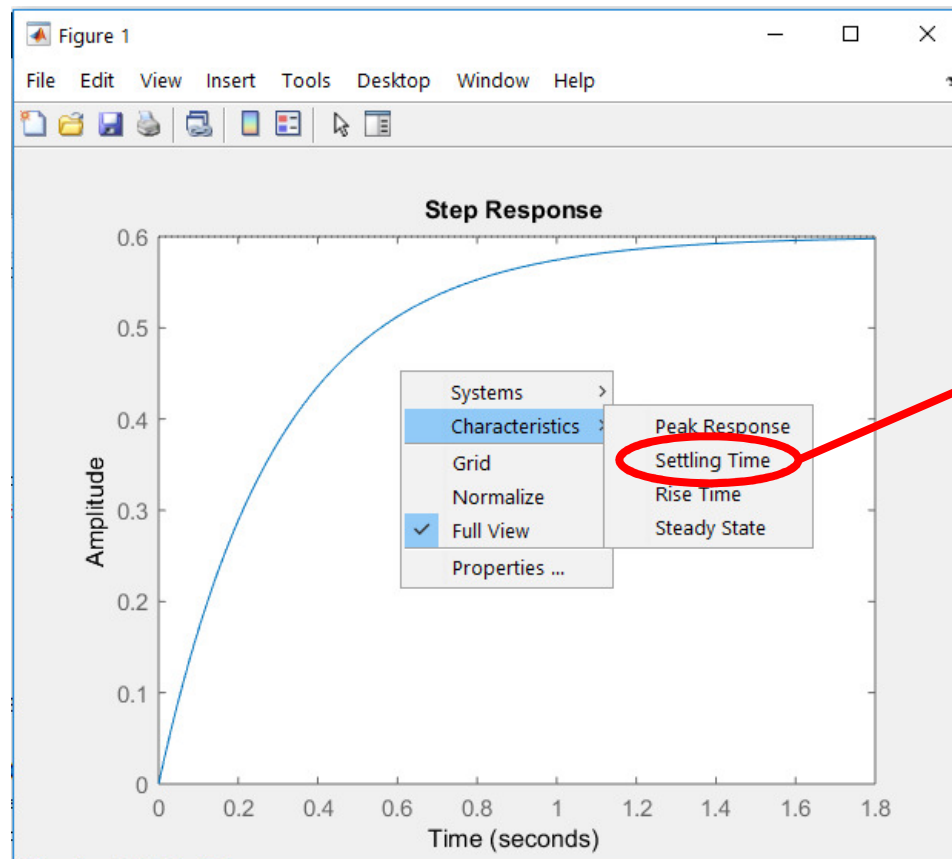 Figure 1
File Edit View Insert Tools Desktop Window Help
Step Response
0.6
0.5
0.4
0.3
0.2
0.1
0
Amplitude
Systems
Characteristics
Grid
Normalize
Full View
Properties ...
Peak Response
Settling Time
Rise Time
Steady State
0 0.2 0.4 0.6 0.8 1 1.2 1.4 1.6 1.8
Time (seconds)